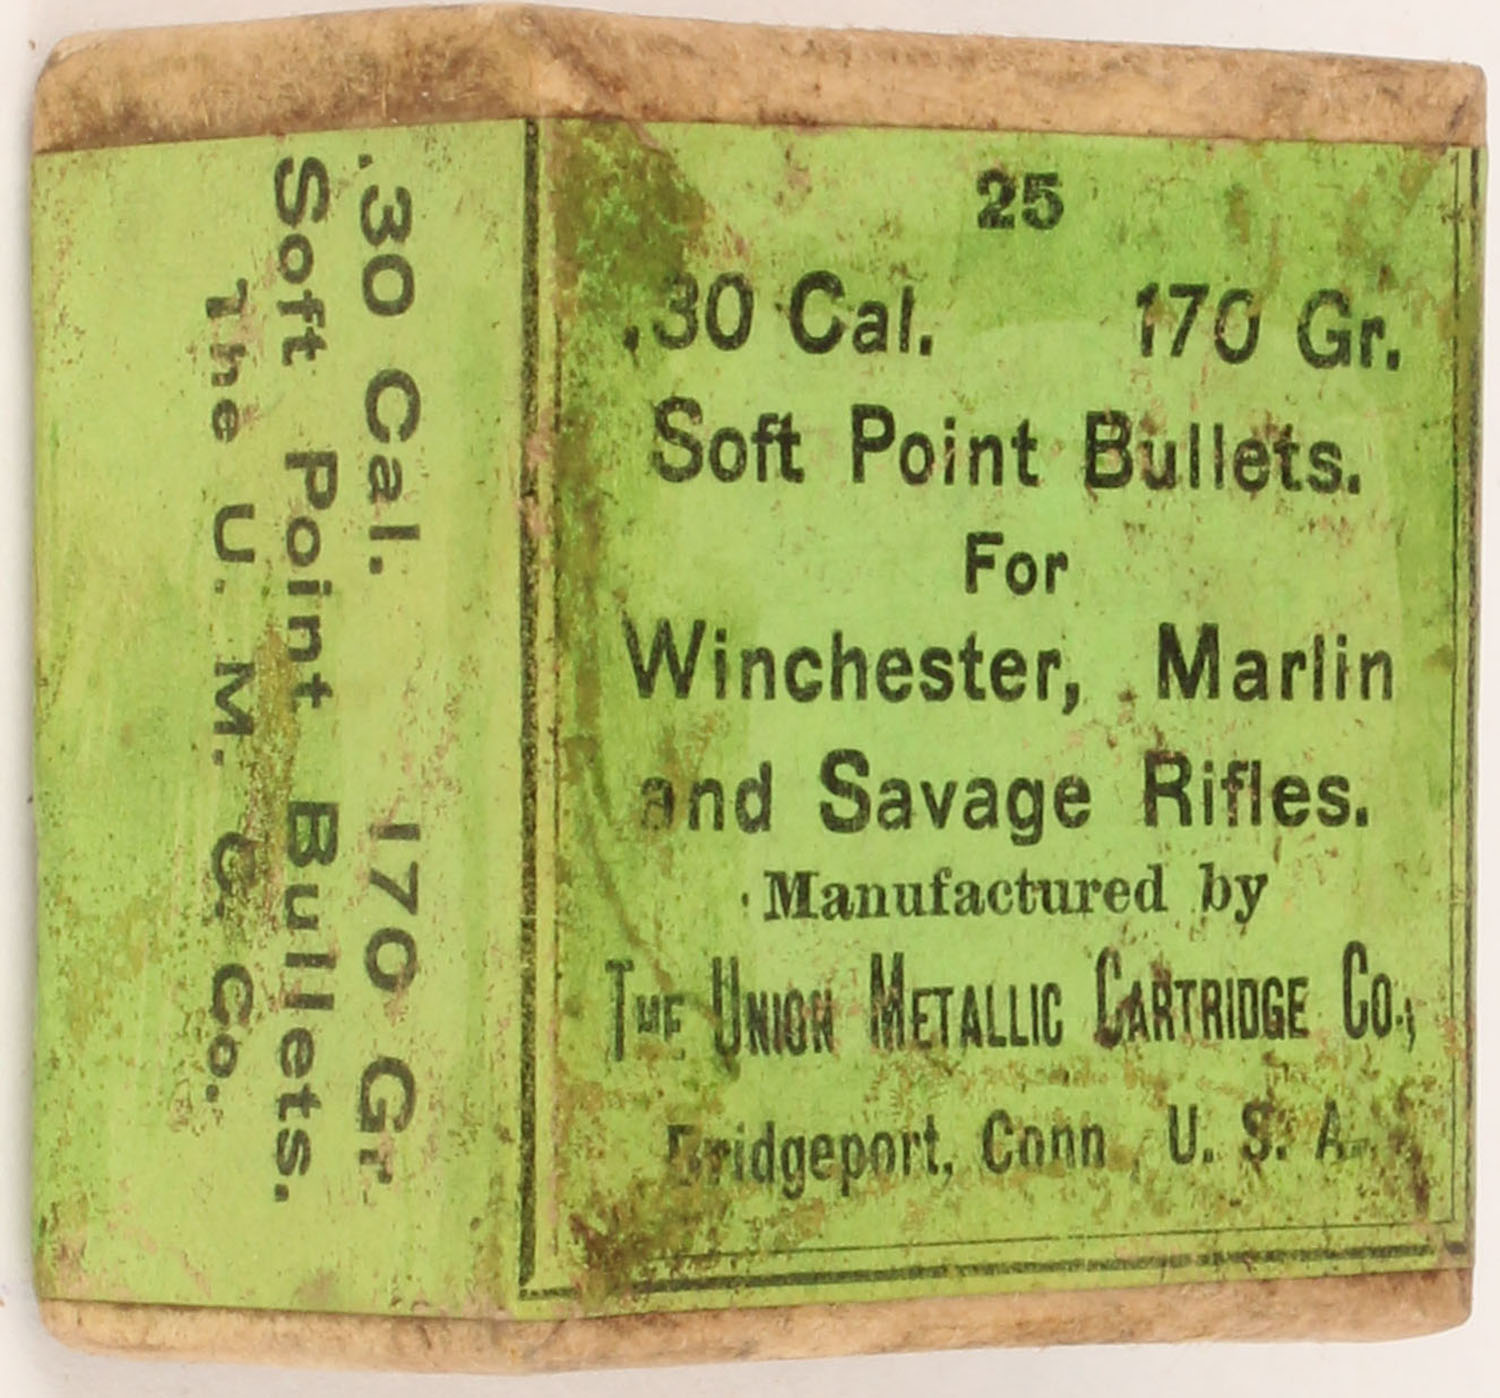 25
.30 Cal. 170 Gr.
Soft Point Bullets.
For
Winchester, Marlin
and Savage Rifles.
Manufactured by
THE UNION METALLIC CARTRIDGE CO.,
Bridgeport, Conn, U. S. A.
.30 Cal. 170 Gr.
Soft Point Bullets.
The U. M. C. Co.